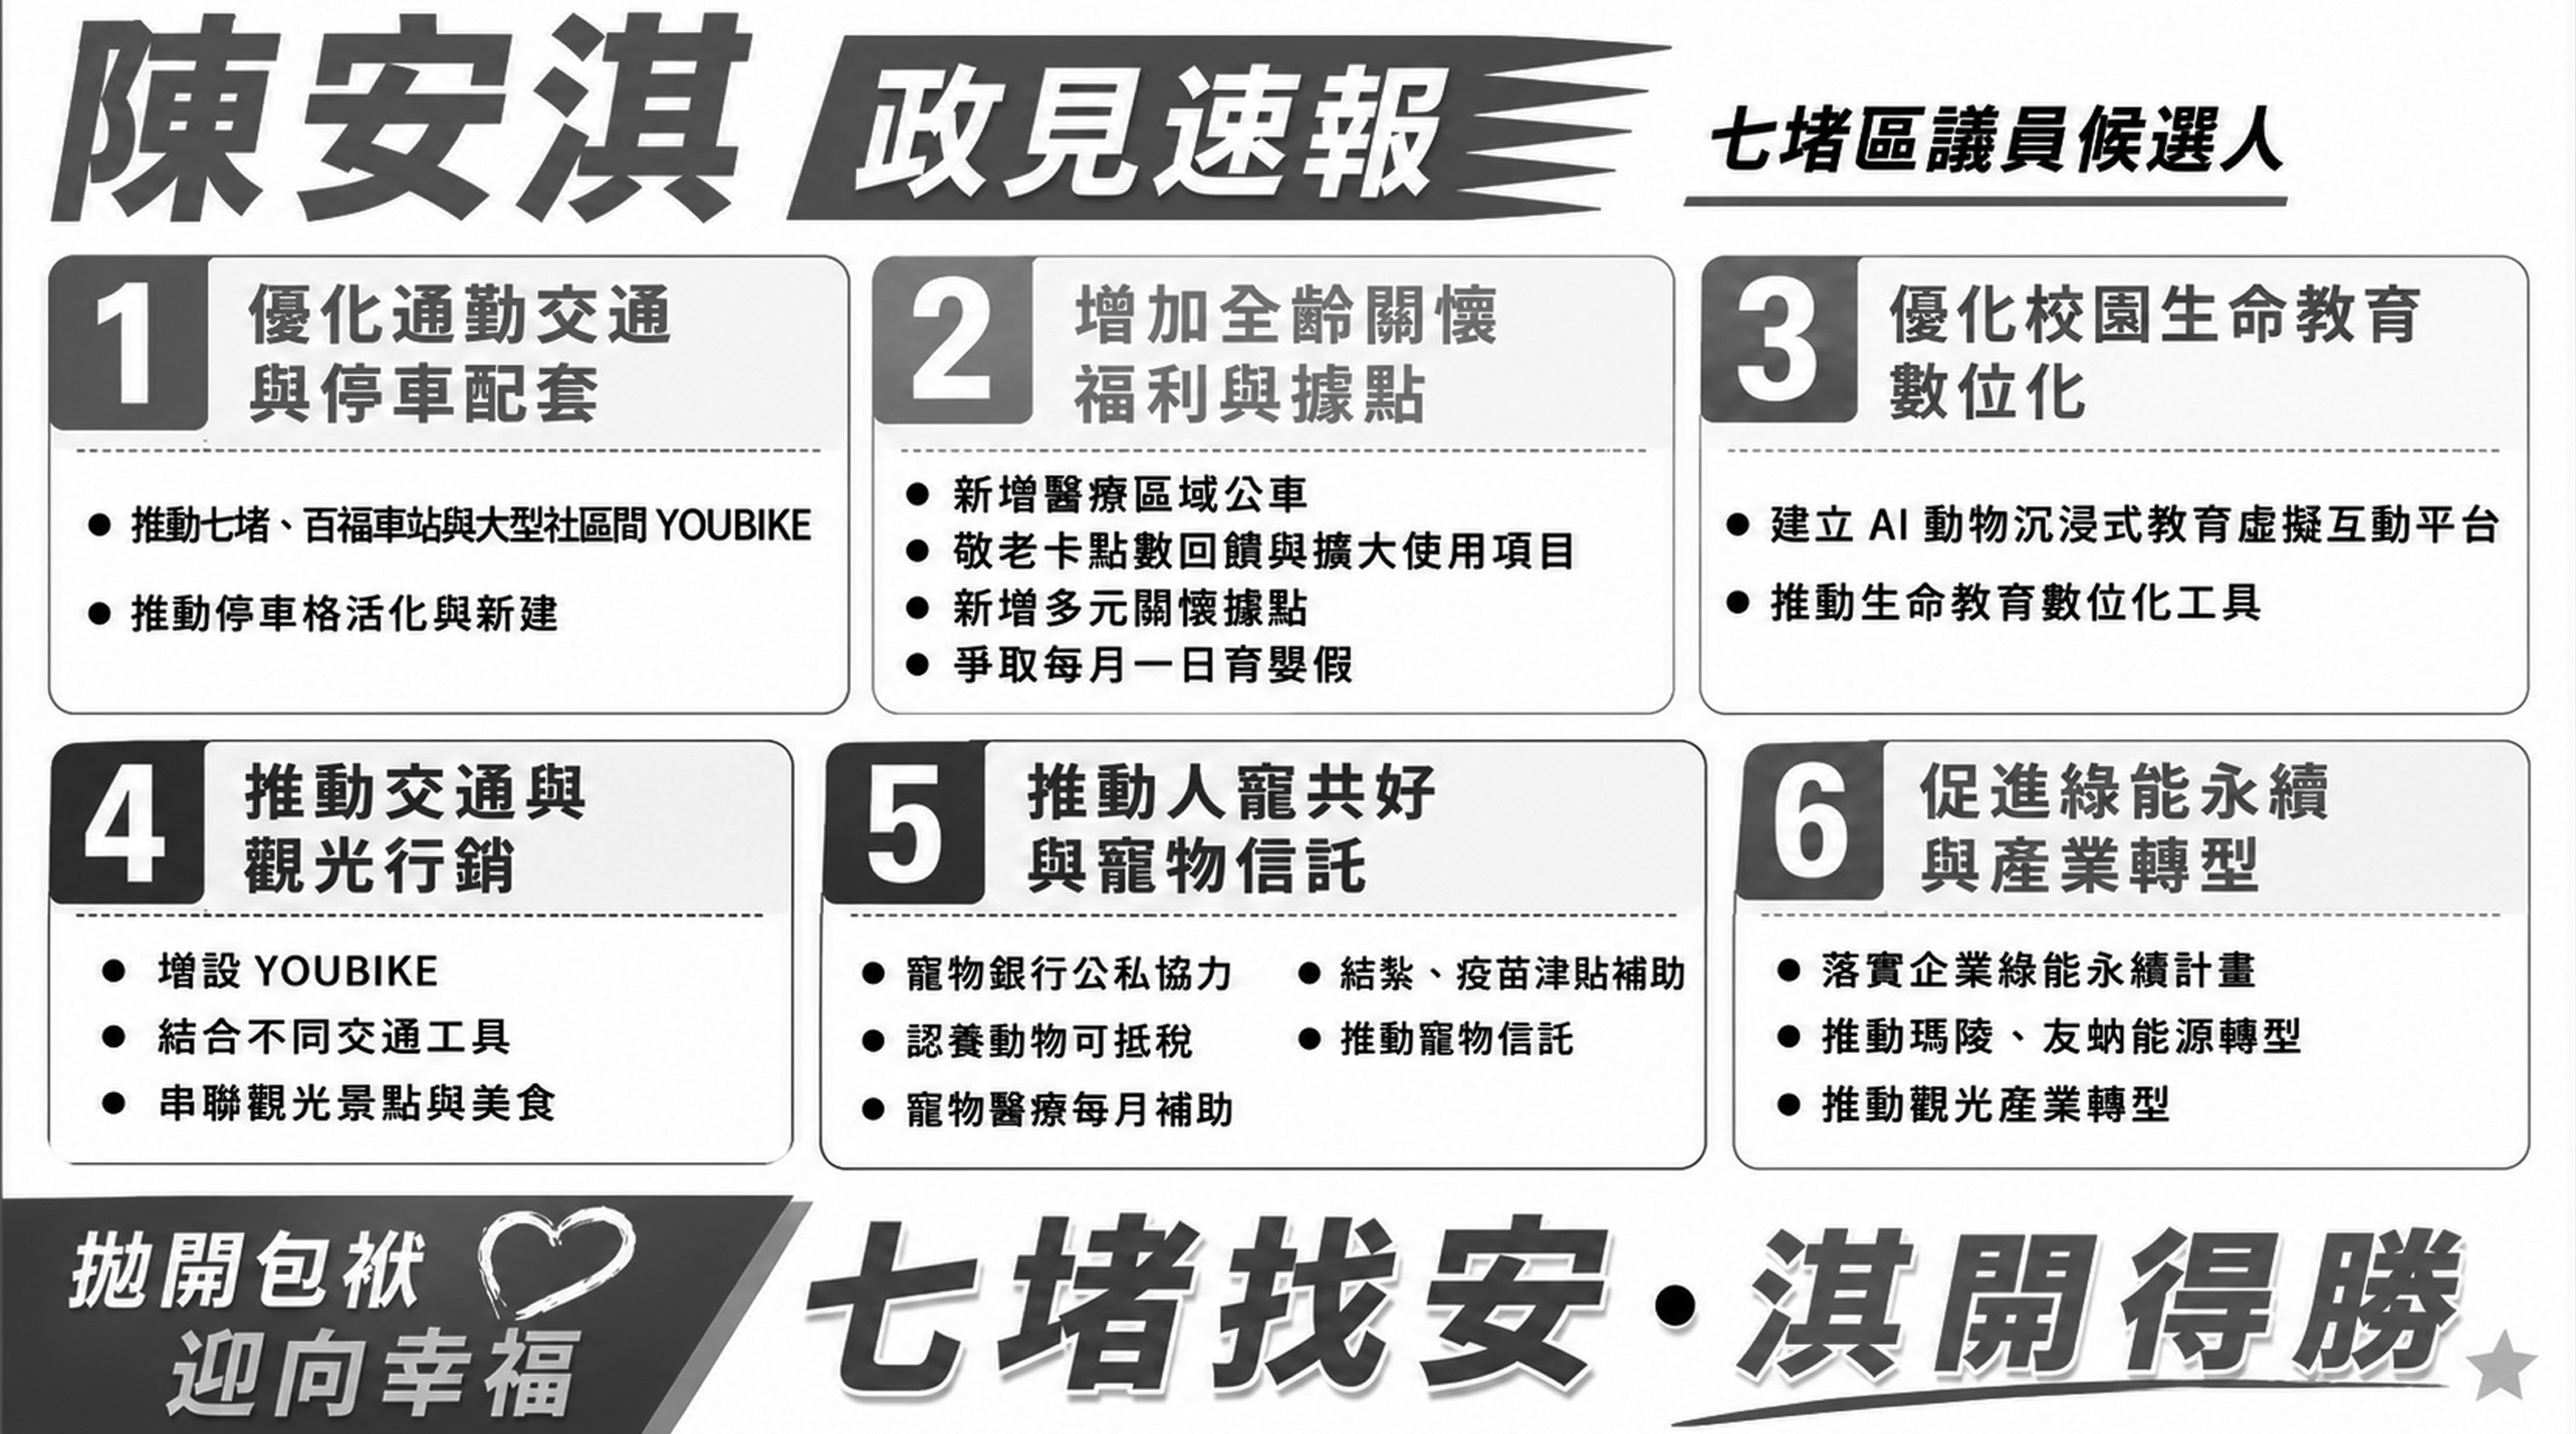 陳安淇
政見速報
七堵區議員候選人
1
優化通勤交通
與停車配套
● 推動七堵、百福車站與大型社區間 YOUBIKE
● 推動停車格活化與新建
2
增加全齡關懷
福利與據點
● 新增醫療區域公車
● 敬老卡點數回饋與擴大使用項目
● 新增多元關懷據點
● 爭取每月一日育嬰假
3
優化校園生命教育
數位化
● 建立 AI 動物沉浸式教育虛擬互動平台
● 推動生命教育數位化工具
4
推動交通與
觀光行銷
● 增設 YOUBIKE
● 結合不同交通工具
● 串聯觀光景點與美食
5
推動人寵共好
與寵物信託
● 寵物銀行公私協力
● 認養動物可抵稅
● 寵物醫療每月補助
● 結紮、疫苗津貼補助
● 推動寵物信託
6
促進綠能永續
與產業轉型
● 落實企業綠能永續計畫
● 推動瑪陵、友蚋能源轉型
● 推動觀光產業轉型
拋開包袱
迎向幸福
七堵找安・淇開得勝